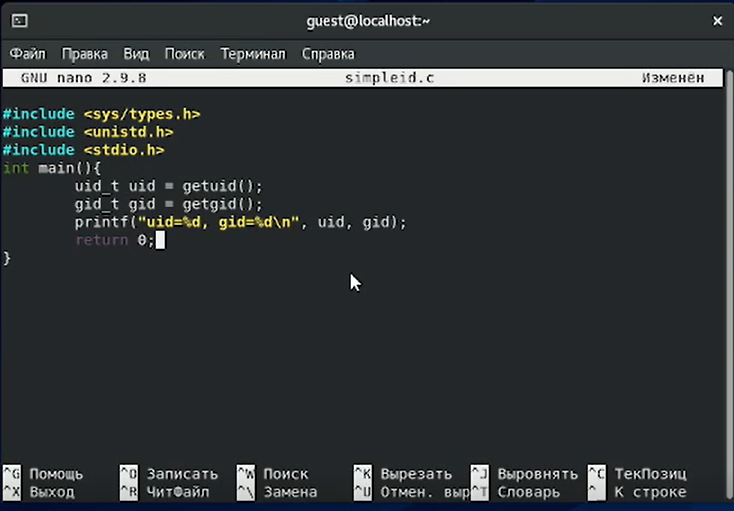 guest@localhost:~
Файл Правка Вид Поиск Терминал Справка
GNU nano 2.9.8 simpleid.c Изменён
#include <sys/types.h>
#include <unistd.h>
#include <stdio.h>
int main(){
        uid_t uid = getuid();
        gid_t gid = getgid();
        printf("uid=%d, gid=%d\n", uid, gid);
        return 0;
}
^G Помощь ^O Записать ^W Поиск ^K Вырезать ^J Выровнять ^C ТекПозиц
^X Выход ^R ЧитФайл ^\ Замена ^U Отмен. выр^T Словарь ^_ К строке